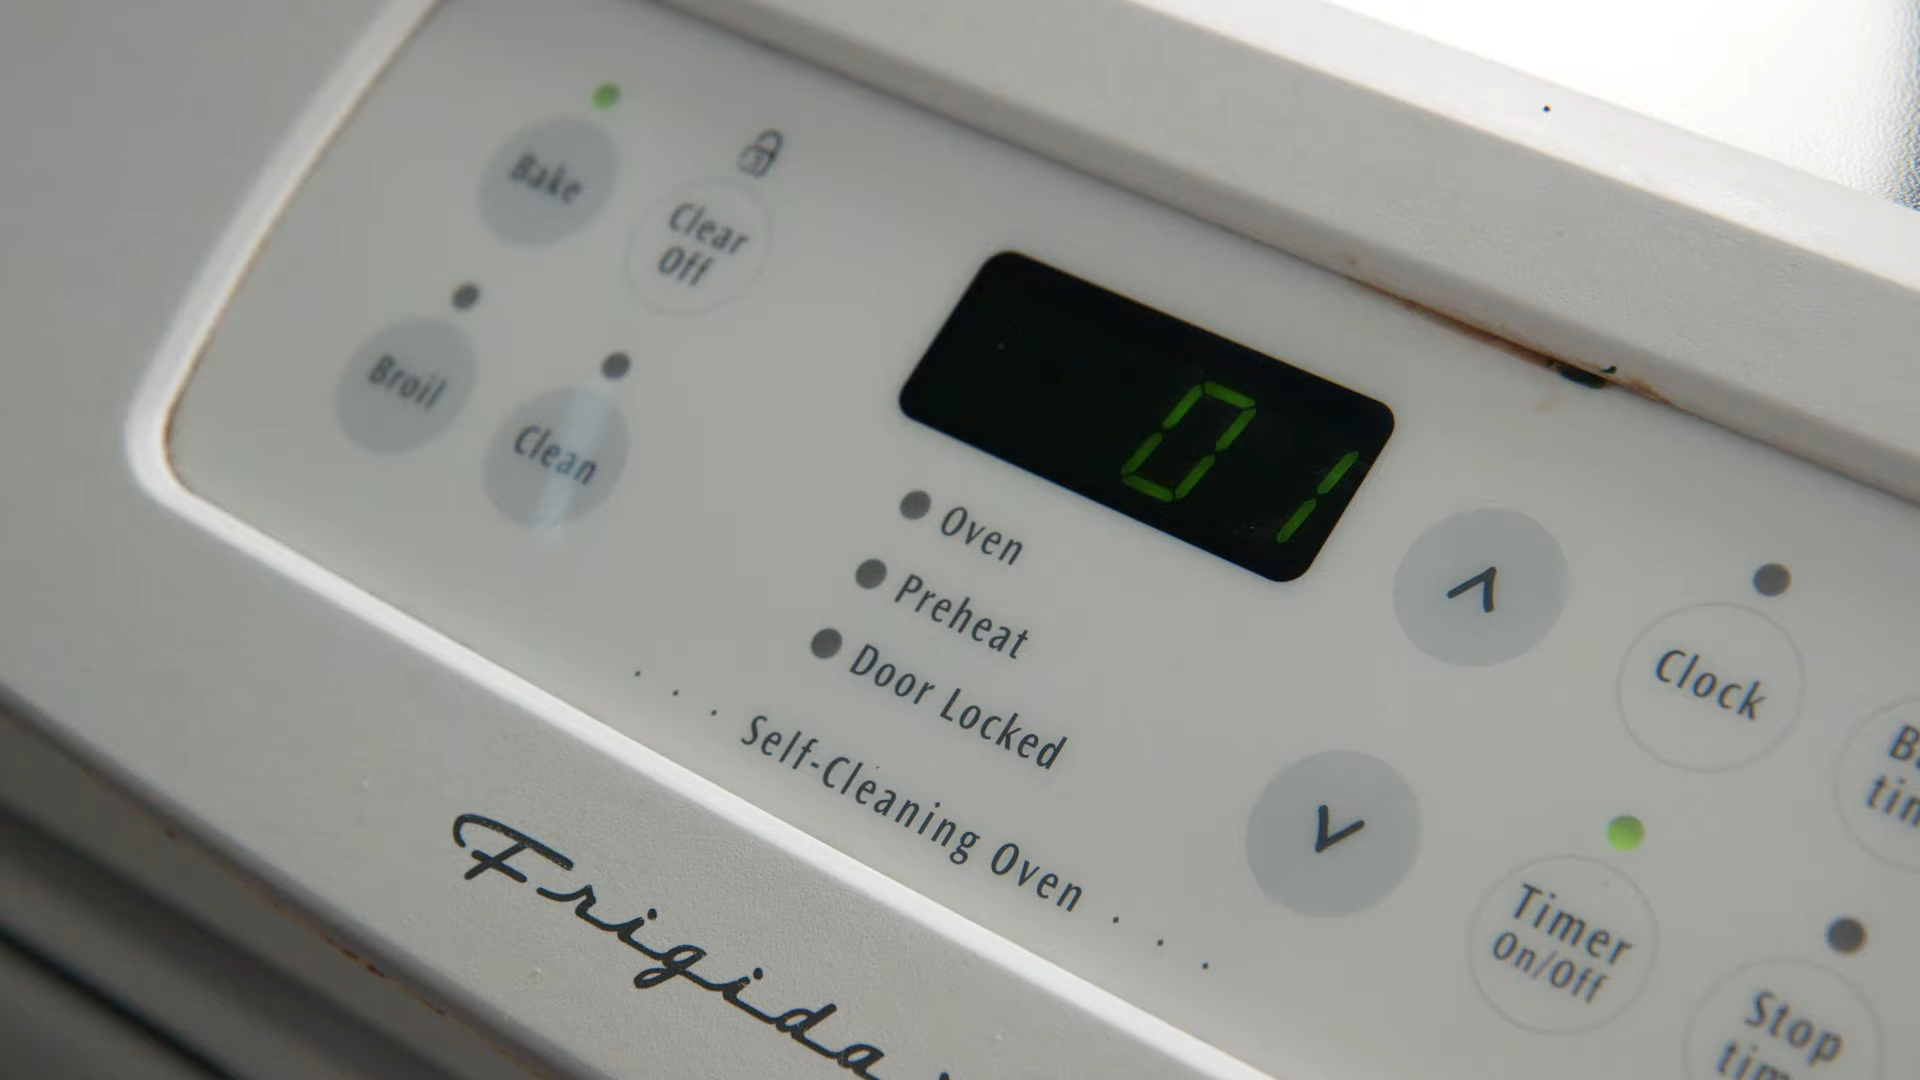 Bake
Clear
Off
Broil
Clean
01
Oven
Preheat
Door Locked
Self-Cleaning Oven
Clock
Timer
On/Off
Stop
Frigida